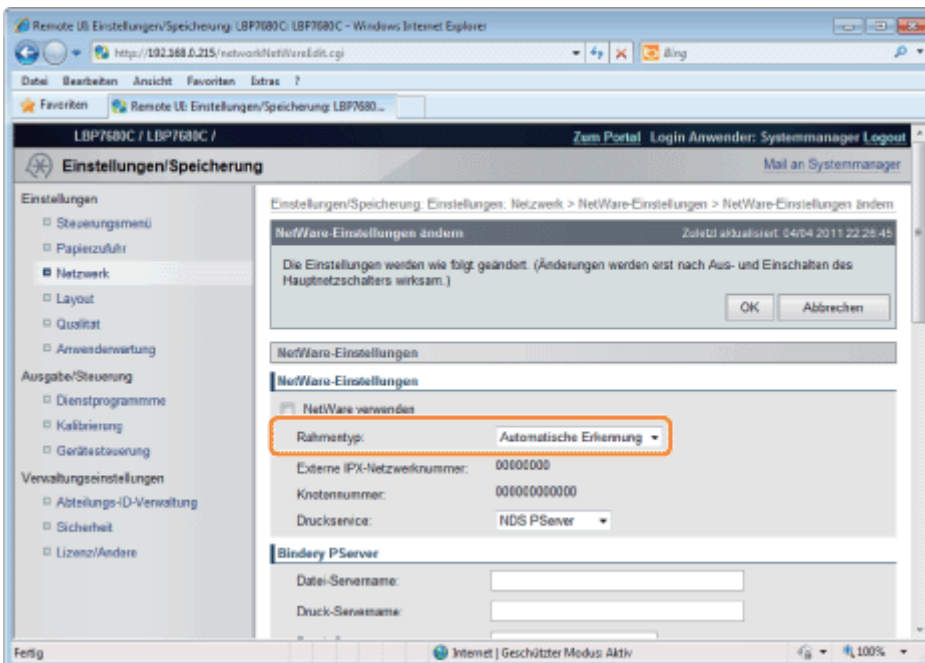 Remote UI: Einstellungen/Speicherung: LBP7680C: LBP7680C - Windows Internet Explorer
http://192.168.0.215/networkNetWareEdit.cgi
Bing
Datei Bearbeiten Ansicht Favoriten Extras ?
Favoriten
Remote UI: Einstellungen/Speicherung: LBP7680...
LBP7680C / LBP7680C /
Zum Portal Login Anwender: Systemmanager Logout
Einstellungen/Speicherung
Mail an Systemmanager
Einstellungen
Steuerungsmenü
Papierzufuhr
Netzwerk
Layout
Qualität
Anwenderwartung
Ausgabe/Steuerung
Dienstprogrammme
Kalibrierung
Gerätesteuerung
Verwaltungseinstellungen
Abteilungs-ID-Verwaltung
Sicherheit
Lizenz/Andere
Einstellungen/Speicherung: Einstellungen: Netzwerk > NetWare-Einstellungen > NetWare-Einstellungen ändern
NetWare-Einstellungen ändern
Zuletzt aktualisiert: 04/04 2011 22:26:45
Die Einstellungen werden wie folgt geändert. (Änderungen werden erst nach Aus- und Einschalten des
Hauptnetzschalters wirksam.)
OK
Abbrechen
NetWare-Einstellungen
NetWare-Einstellungen
NetWare verwenden
Rahmentyp: Automatische Erkennung
Externe IPX-Netzwerknummer: 00000000
Knotennummer: 000000000000
Druckservice: NDS PServer
Bindery PServer
Datei-Servername:
Druck-Servername:
Fertig
Internet | Geschützter Modus: Aktiv
100%